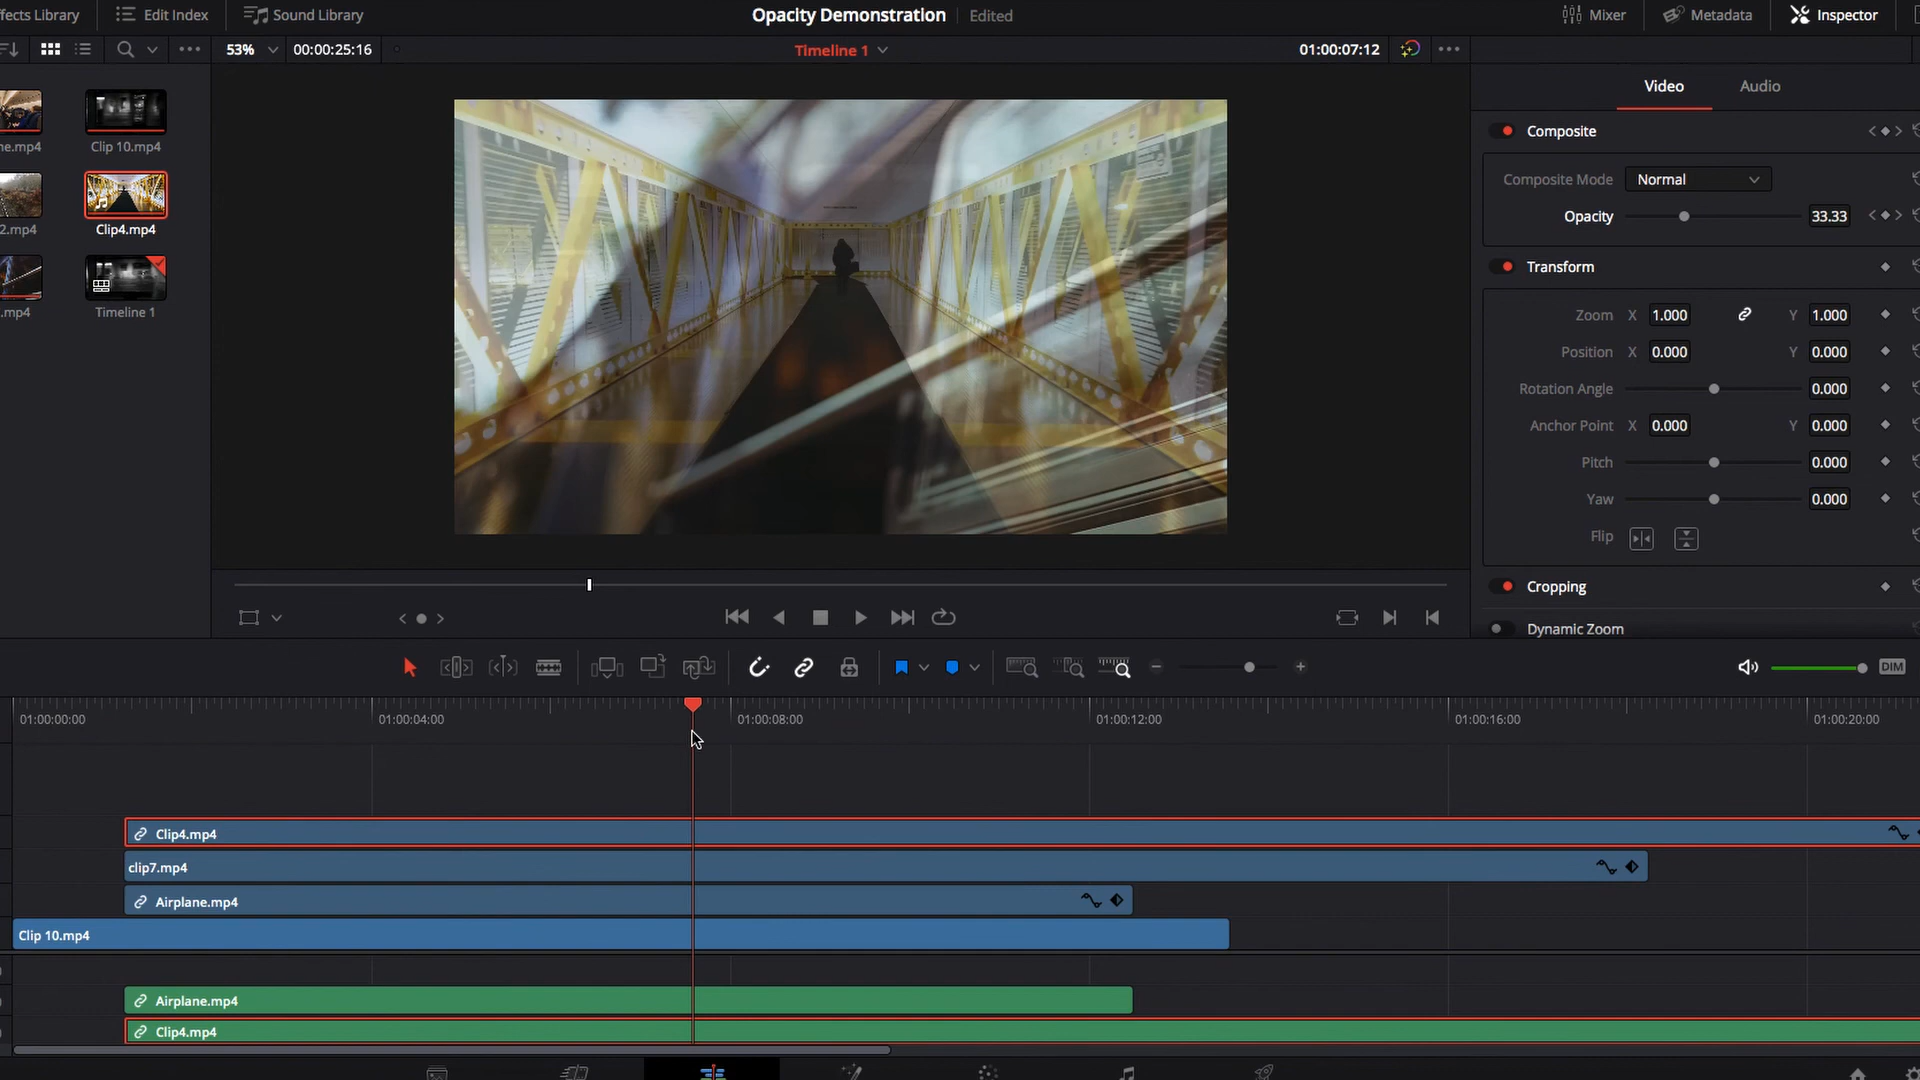 ffects Library
Edit Index
Sound Library
Opacity Demonstration
Edited
Mixer
Metadata
Inspector
53%
00:00:25:16
Timeline 1
01:00:07:12
Video
Audio
ne.mp4
Clip 10.mp4
2.mp4
Clip4.mp4
.mp4
Timeline 1
Composite
Composite Mode
Normal
Opacity
33.33
Transform
Zoom X 1.000 Y 1.000
Position X 0.000 Y 0.000
Rotation Angle 0.000
Anchor Point X 0.000 Y 0.000
Pitch 0.000
Yaw 0.000
Flip
Cropping
Dynamic Zoom
DIM
01:00:00:00
01:00:04:00
01:00:08:00
01:00:12:00
01:00:16:00
01:00:20:00
Clip4.mp4
clip7.mp4
Airplane.mp4
Clip 10.mp4
Airplane.mp4
Clip4.mp4